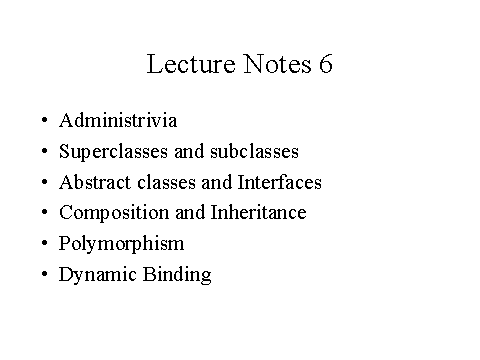 Lecture Notes 6
• Administrivia
• Superclasses and subclasses
• Abstract classes and Interfaces
• Composition and Inheritance
• Polymorphism
• Dynamic Binding